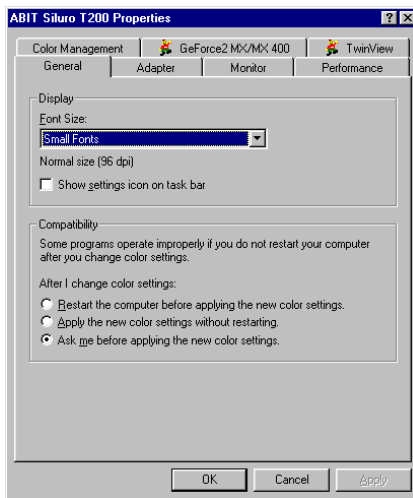 ABIT Siluro T200 Properties
Color Management GeForce2 MX/MX 400 TwinView
General Adapter Monitor Performance
Display
Font Size:
Small Fonts
Normal size (96 dpi)
Show settings icon on task bar
Compatibility
Some programs operate improperly if you do not restart your computer
after you change color settings.
After I change color settings:
Restart the computer before applying the new color settings.
Apply the new color settings without restarting.
Ask me before applying the new color settings.
OK Cancel Apply